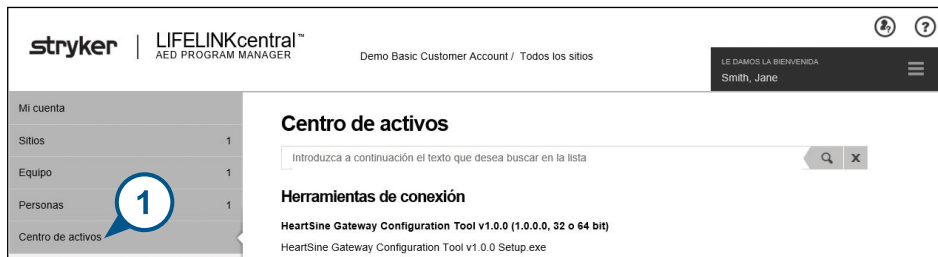 stryker
LIFELINKcentral™
AED PROGRAM MANAGER
Demo Basic Customer Account / Todos los sitios
?
?
LE DAMOS LA BIENVENIDA
Smith, Jane
Mi cuenta
Sitios 1
Equipo 1
Personas 1
Centro de activos
1
Centro de activos
Introduzca a continuación el texto que desea buscar en la lista
X
Herramientas de conexión
HeartSine Gateway Configuration Tool v1.0.0 (1.0.0.0, 32 o 64 bit)
HeartSine Gateway Configuration Tool v1.0.0 Setup.exe